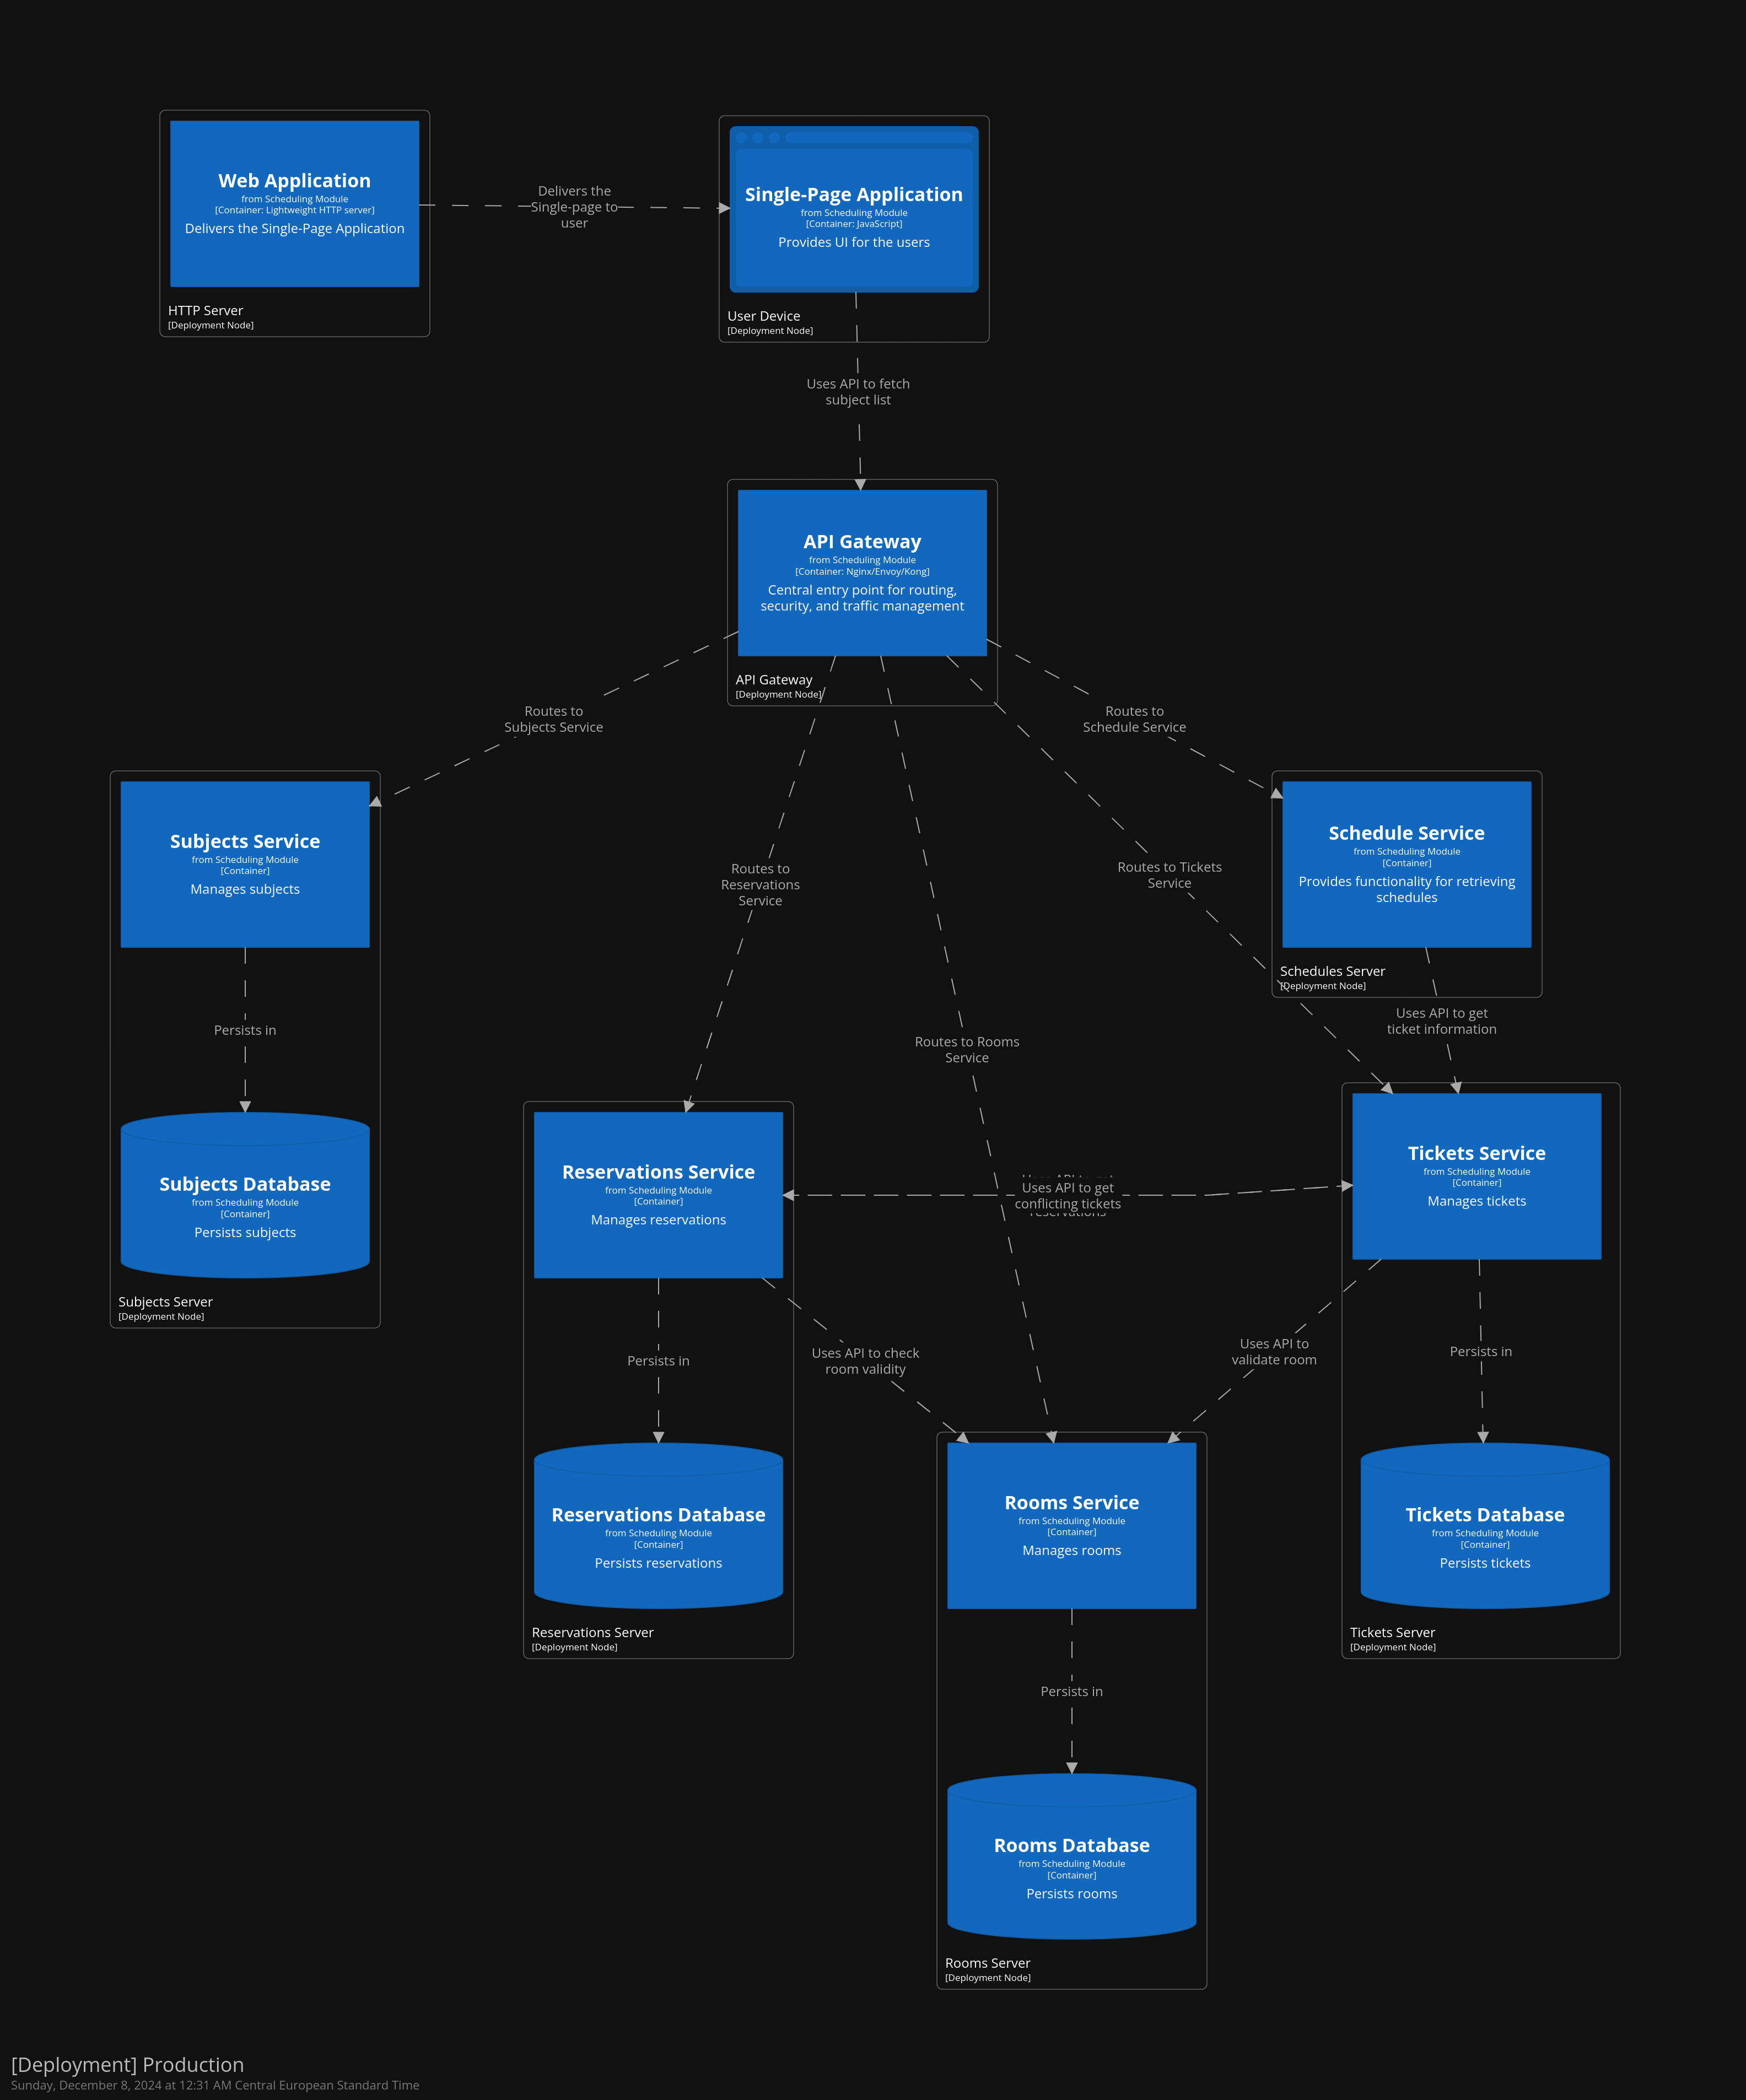 Web Application
from Scheduling Module
[Container: Lightweight HTTP server]
Delivers the Single-Page Application
HTTP Server
[Deployment Node]
Delivers the
Single-page to
user
Single-Page Application
from Scheduling Module
[Container: JavaScript]
Provides UI for the users
User Device
[Deployment Node]
Uses API to fetch
subject list
API Gateway
from Scheduling Module
[Container: Nginx/Envoy/Kong]
Central entry point for routing,
security, and traffic management
API Gateway
[Deployment Node]
Routes to
Subjects Service
Routes to
Schedule Service
Routes to
Reservations
Service
Routes to Tickets
Service
Routes to Rooms
Service
Subjects Service
from Scheduling Module
[Container]
Manages subjects
Persists in
Subjects Database
from Scheduling Module
[Container]
Persists subjects
Subjects Server
[Deployment Node]
Schedule Service
from Scheduling Module
[Container]
Provides functionality for retrieving
schedules
Schedules Server
[Deployment Node]
Uses API to get
ticket information
Reservations Service
from Scheduling Module
[Container]
Manages reservations
Uses API to get
conflicting tickets
reservations
Tickets Service
from Scheduling Module
[Container]
Manages tickets
Persists in
Uses API to check
room validity
Uses API to
validate room
Persists in
Reservations Database
from Scheduling Module
[Container]
Persists reservations
Reservations Server
[Deployment Node]
Rooms Service
from Scheduling Module
[Container]
Manages rooms
Tickets Database
from Scheduling Module
[Container]
Persists tickets
Tickets Server
[Deployment Node]
Persists in
Rooms Database
from Scheduling Module
[Container]
Persists rooms
Rooms Server
[Deployment Node]
[Deployment] Production
Sunday, December 8, 2024 at 12:31 AM Central European Standard Time